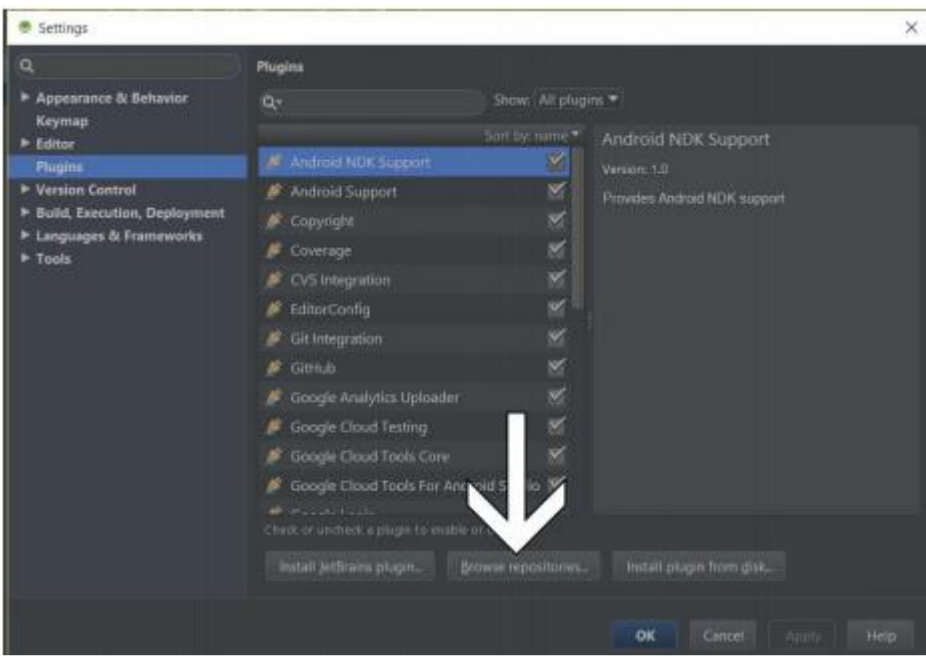 Settings
Plugins
Appearance & Behavior
Keymap
Editor
Plugins
Version Control
Build, Execution, Deployment
Languages & Frameworks
Tools
Show: All plugins
Sort by: name
Android NDK Support
Android Support
Copyright
Coverage
CVS Integration
EditorConfig
Git Integration
GitHub
Google Analytics Uploader
Google Cloud Testing
Google Cloud Tools Core
Google Cloud Tools For Android
Android NDK Support
Version: 1.0
Provides Android NDK support
Check or uncheck a plugin to enable or
Install JetBrains plugin...
Browse repositories...
Install plugin from disk...
OK
Cancel
Apply
Help